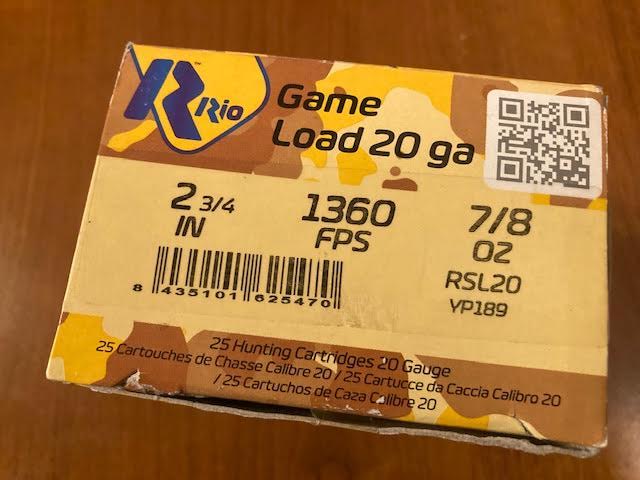 Rio™
Game
Load 20 ga
2 3/4
IN
1360
FPS
7/8
OZ
RSL20
YP189
8 435101 625470
25 Hunting Cartridges 20 Gauge
25 Cartouches de Chasse Calibre 20 / 25 Cartucce da Caccia Calibro 20
/ 25 Cartuchos de Caza Calibre 20